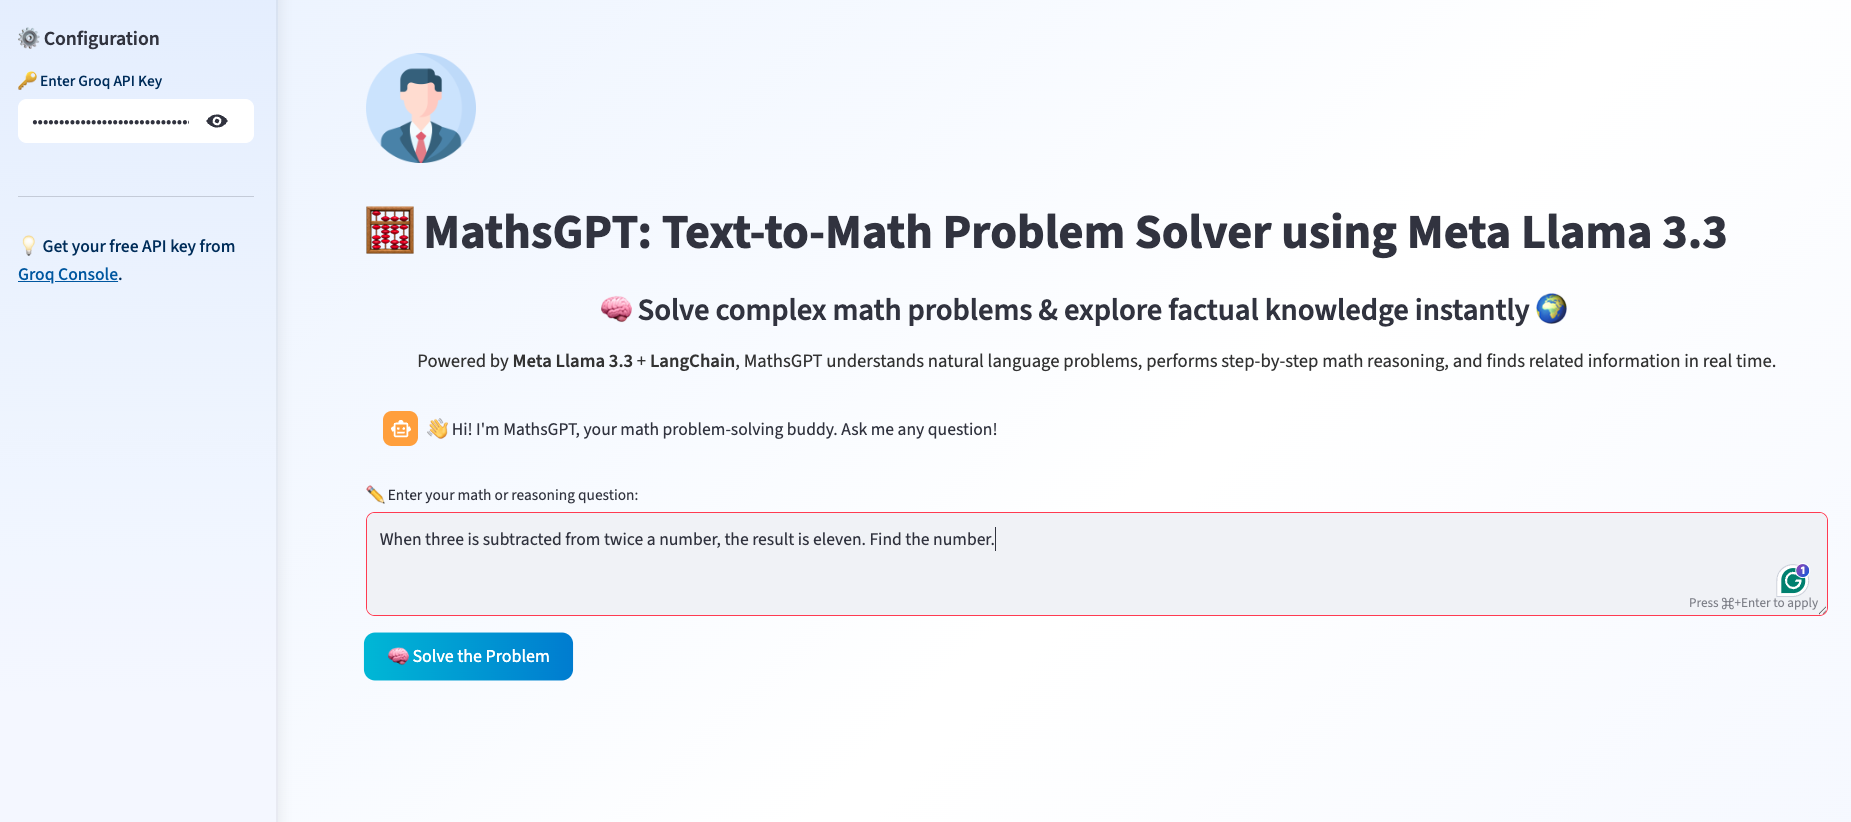 ⚙️ Configuration
🔑 Enter Groq API Key
••••••••••••••••••••••••••••••
💡 Get your free API key from
Groq Console.
🧮 MathsGPT: Text-to-Math Problem Solver using Meta Llama 3.3
🧠 Solve complex math problems & explore factual knowledge instantly 🌍
Powered by Meta Llama 3.3 + LangChain, MathsGPT understands natural language problems, performs step-by-step math reasoning, and finds related information in real time.
👋 Hi! I'm MathsGPT, your math problem-solving buddy. Ask me any question!
✏️ Enter your math or reasoning question:
When three is subtracted from twice a number, the result is eleven. Find the number.
1
Press ⌘+Enter to apply
🧠 Solve the Problem